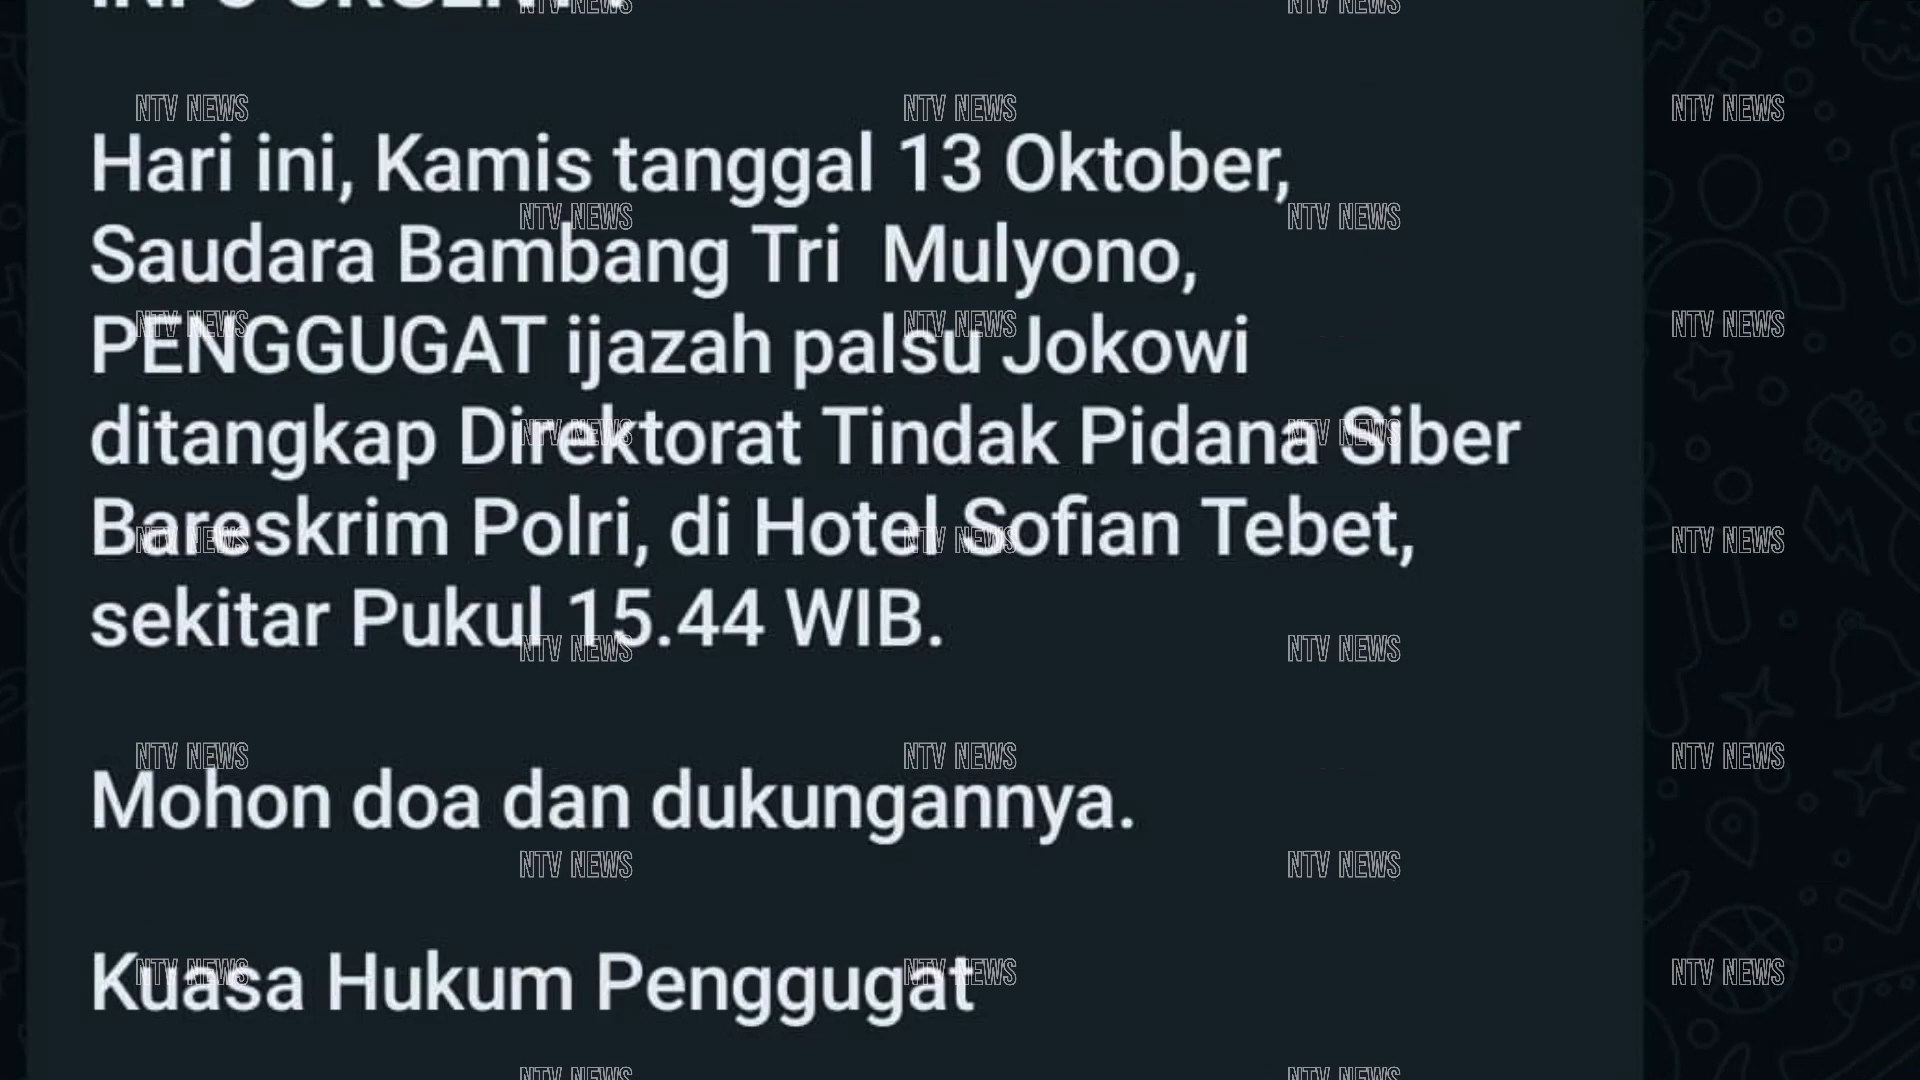 Hari ini, Kamis tanggal 13 Oktober,
Saudara Bambang Tri  Mulyono,
PENGGUGAT ijazah palsu Jokowi
ditangkap Direktorat Tindak Pidana Siber
Bareskrim Polri, di Hotel Sofian Tebet,
sekitar Pukul 15.44 WIB.
Mohon doa dan dukungannya.
Kuasa Hukum Penggugat
NTV NEWS